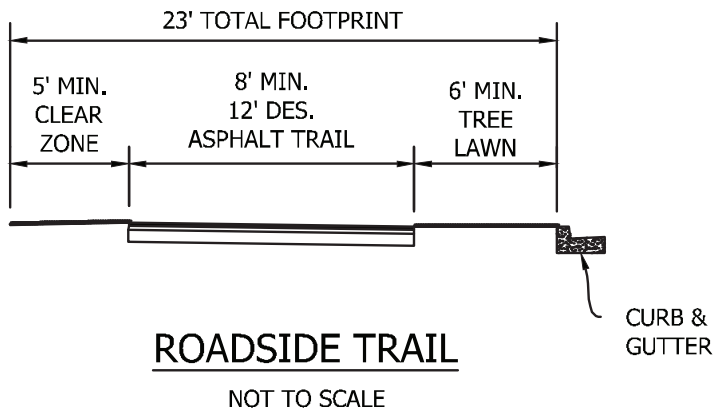 23' TOTAL FOOTPRINT
5' MIN.
CLEAR
ZONE
8' MIN.
12' DES.
ASPHALT TRAIL
6' MIN.
TREE
LAWN
CURB &
GUTTER
ROADSIDE TRAIL
NOT TO SCALE